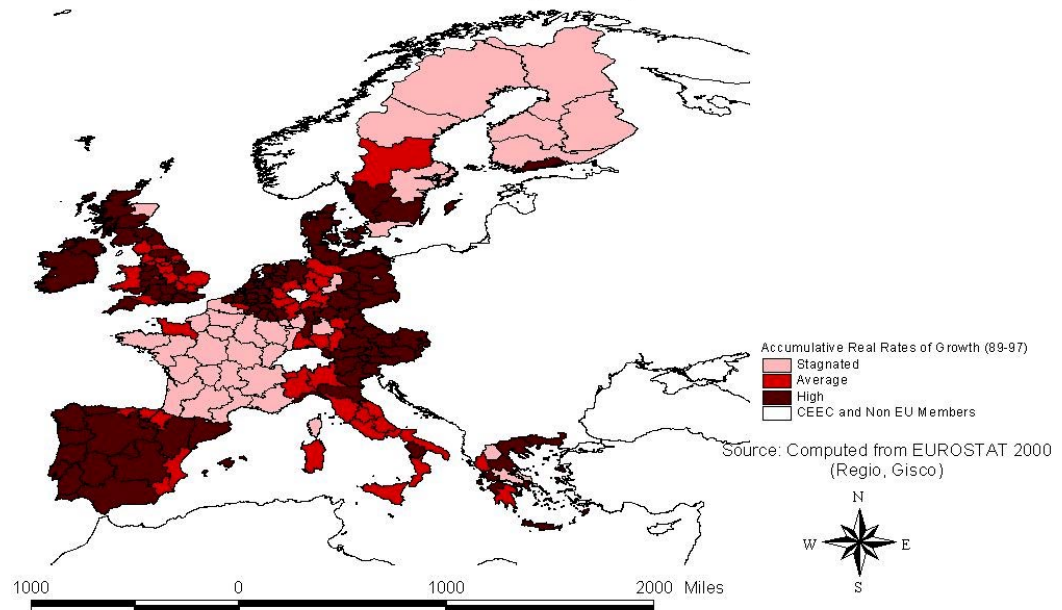 Accumulative Real Rates of Growth (89-97)
Stagnated
Average
High
CEEC and Non EU Members
Source: Computed from EUROSTAT 2000
(Regio, Gisco)
N
W E
S
1000 0 1000 2000 Miles